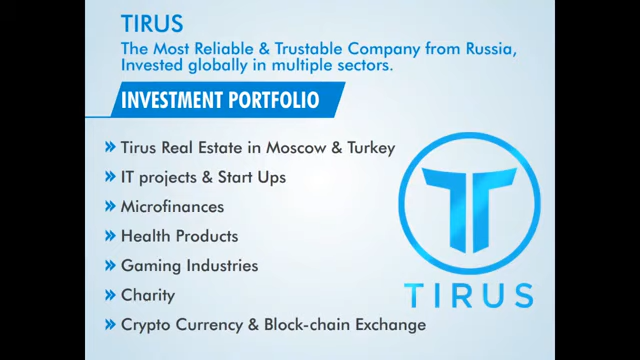 TIRUS
The Most Reliable & Trustable Company from Russia,
Invested globally in multiple sectors.
INVESTMENT PORTFOLIO
» Tirus Real Estate in Moscow & Turkey
» IT projects & Start Ups
» Microfinances
» Health Products
» Gaming Industries
» Charity
» Crypto Currency & Block-chain Exchange
TIRUS